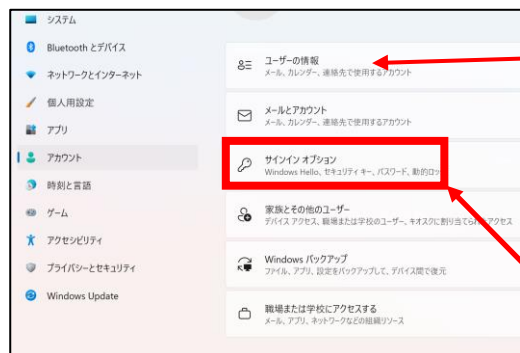 システム
Bluetooth とデバイス
ネットワークとインターネット
個人用設定
アプリ
アカウント
時刻と言語
ゲーム
アクセシビリティ
プライバシーとセキュリティ
Windows Update
ユーザーの情報
メール、カレンダー、連絡先で使用するアカウント
メールとアカウント
メール、カレンダー、連絡先で使用するアカウント
サインイン オプション
Windows Hello、セキュリティ キー、パスワード、動的ロック
家族とその他のユーザー
デバイス アクセス、職場または学校のユーザー、キオスクに割り当てられたアクセス
Windows バックアップ
ファイル、アプリ、設定をバックアップして、デバイス間で復元
職場または学校にアクセスする
メール、アプリ、ネットワークなどの組織リソース